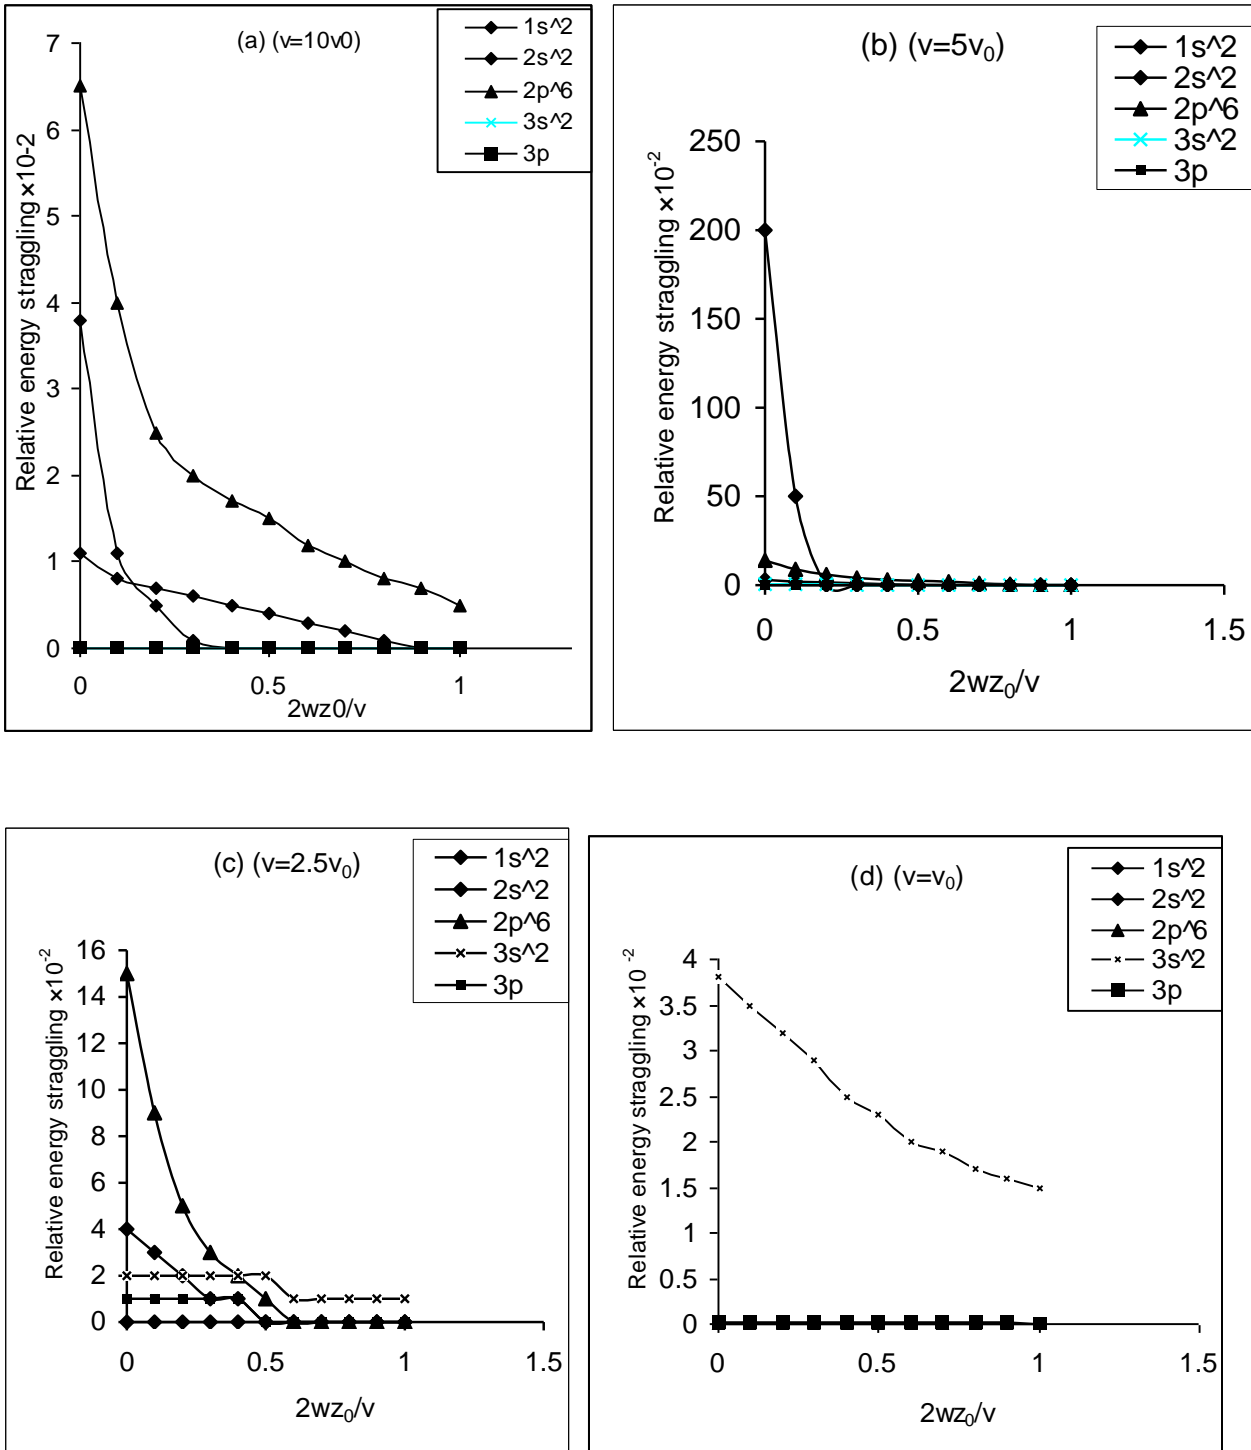 (a) (v=10v0)
1s^2
2s^2
2p^6
3s^2
3p
Relative energy straggling ×10-2
7
6
5
4
3
2
1
0
0 0.5 1
2wz0/v
(b) (v=5v₀)
1s^2
2s^2
2p^6
3s^2
3p
Relative energy straggling ×10⁻²
250
200
150
100
50
0
0 0.5 1 1.5
2wz₀/v
(c) (v=2.5v₀)
1s^2
2s^2
2p^6
3s^2
3p
Relative energy straggling ×10⁻²
16
14
12
10
8
6
4
2
0
0 0.5 1 1.5
2wz₀/v
(d) (v=v₀)
1s^2
2s^2
2p^6
3s^2
3p
Relative energy straggling ×10⁻²
4
3.5
3
2.5
2
1.5
1
0.5
0
0 0.5 1 1.5
2wz₀/v